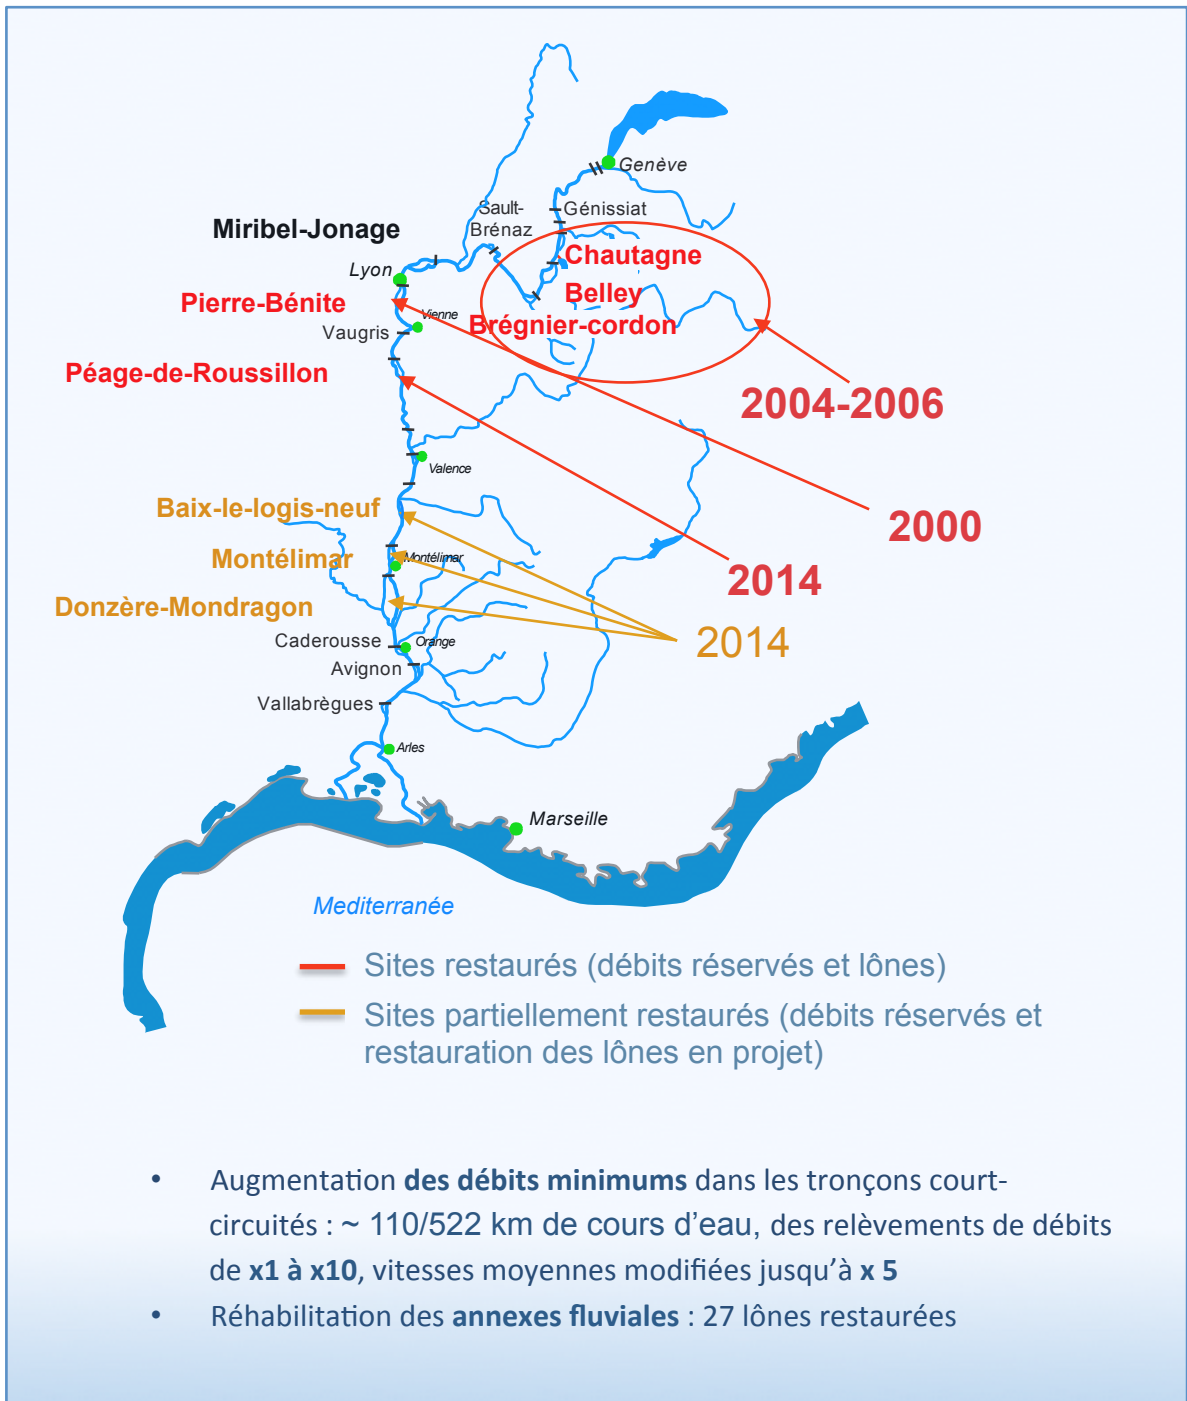 Genève
Sault-
Brénaz
Génissiat
Miribel-Jonage
Chautagne
Lyon
Belley
Pierre-Bénite
Vienne
Brégnier-cordon
Vaugris
Péage-de-Roussillon
2004-2006
Valence
Baix-le-logis-neuf
2000
Montélimar
Montélimar
2014
Donzère-Mondragon
Caderousse
Orange
2014
Avignon
Vallabrègues
Arles
Marseille
Mediterranée
Sites restaurés (débits réservés et lônes)
Sites partiellement restaurés (débits réservés et
restauration des lônes en projet)
• Augmentation des débits minimums dans les tronçons court-
circuités : ~ 110/522 km de cours d'eau, des relèvements de débits
de x1 à x10, vitesses moyennes modifiées jusqu'à x 5
• Réhabilitation des annexes fluviales : 27 lônes restaurées